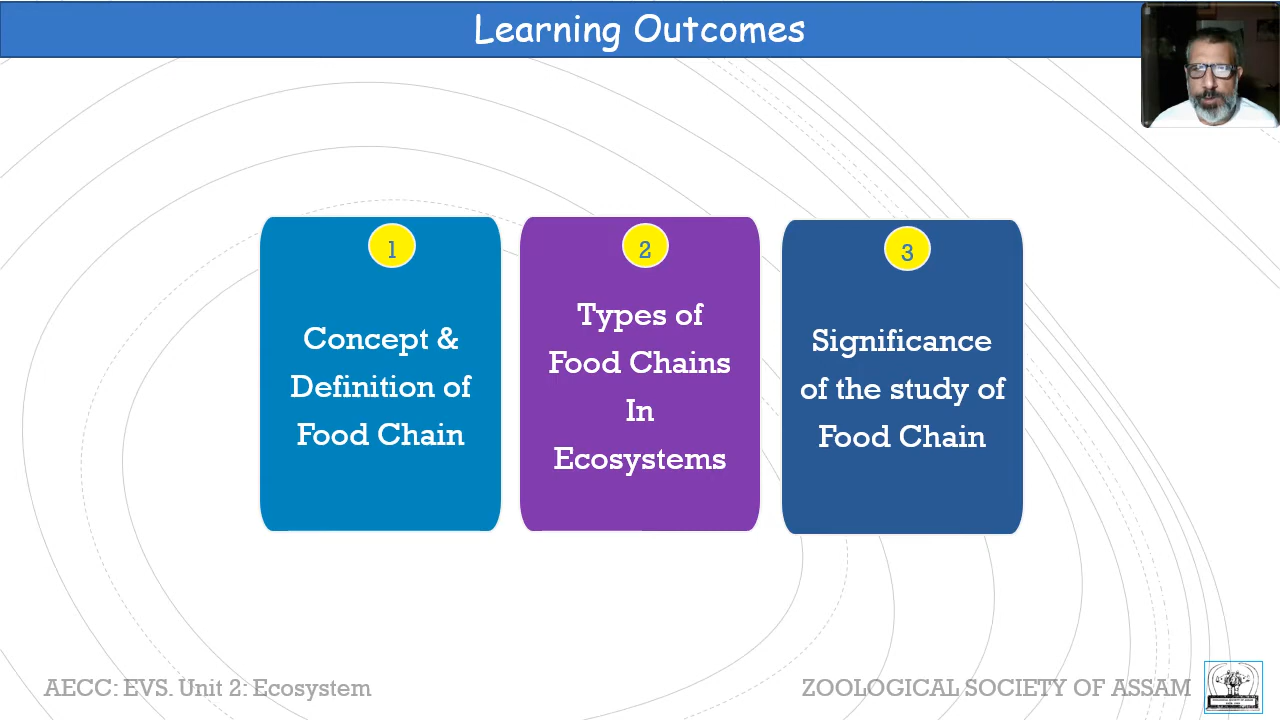 Learning Outcomes
1
Concept &
Definition of
Food Chain
2
Types of
Food Chains
In
Ecosystems
3
Significance
of the study of
Food Chain
AECC: EVS. Unit 2: Ecosystem
ZOOLOGICAL SOCIETY OF ASSAM